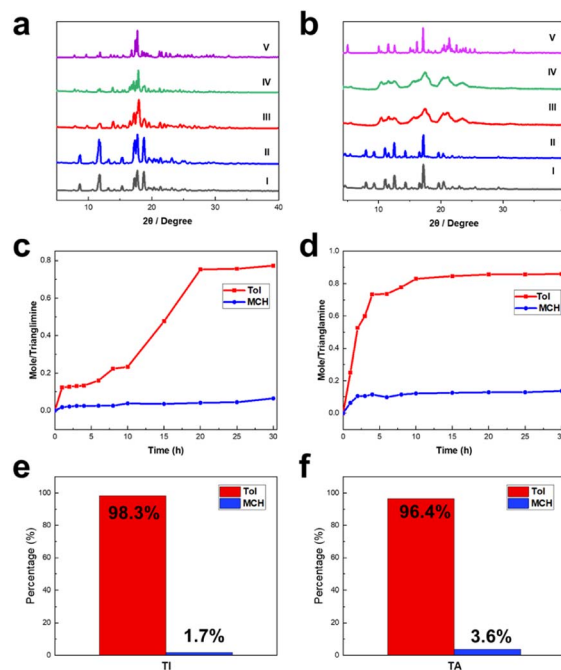 a
V
IV
III
II
I
10
20
30
40
2θ / Degree
b
V
IV
III
II
I
10
20
30
2θ / Degree
c
Mole/Trianglimine
0.8
0.6
0.4
0.2
0.0
Tol
MCH
0
5
10
15
20
25
30
Time (h)
d
Mole/Trianglamine
1.0
0.8
0.6
0.4
0.2
0.0
Tol
MCH
0
5
10
15
20
25
30
Time (h)
e
Percentage (%)
100
80
60
40
20
0
98.3%
1.7%
Tol
MCH
TI
f
Percentage (%)
100
80
60
40
20
0
96.4%
3.6%
Tol
MCH
TA